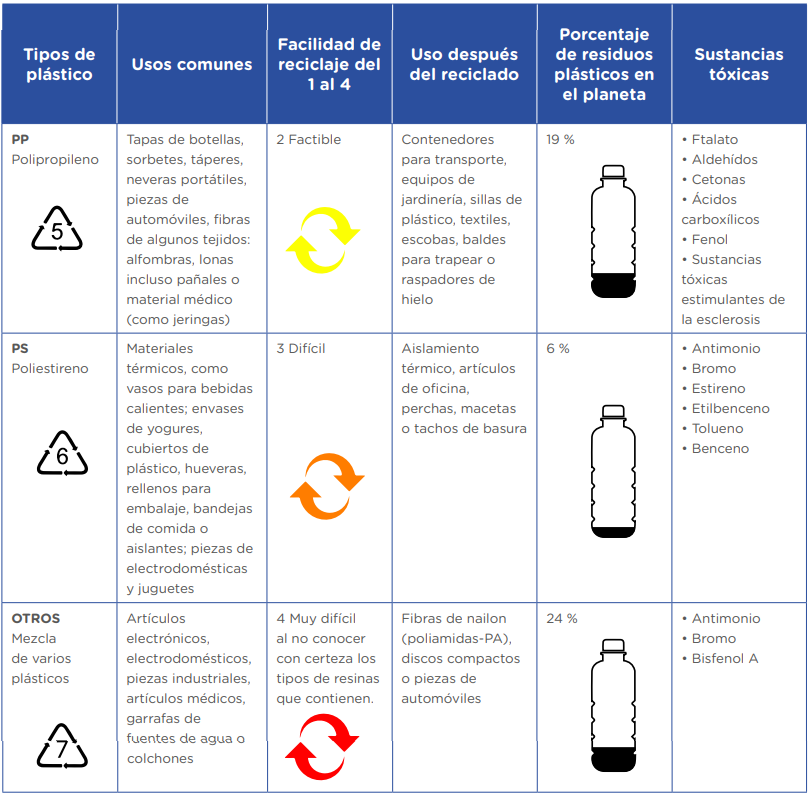 Tipos de
plástico
Usos comunes
Facilidad de
reciclaje del
1 al 4
Uso después
del reciclado
Porcentaje
de residuos
plásticos en
el planeta
Sustancias
tóxicas
PP
Polipropileno
5
Tapas de botellas,
sorbetes, táperes,
neveras portátiles,
piezas de
automóviles, fibras
de algunos tejidos:
alfombras, lonas
incluso pañales o
material médico
(como jeringas)
2 Factible
Contenedores
para transporte,
equipos de
jardinería, sillas de
plástico, textiles,
escobas, baldes
para trapear o
raspadores de
hielo
19 %
• Ftalato
• Aldehídos
• Cetonas
• Ácidos
carboxílicos
• Fenol
• Sustancias
tóxicas
estimulantes de
la esclerosis
PS
Poliestireno
6
Materiales
térmicos, como
vasos para bebidas
calientes; envases
de yogures,
cubiertos de
plástico, hueveras,
rellenos para
embalaje, bandejas
de comida o
aislantes; piezas de
electrodomésticas
y juguetes
3 Difícil
Aislamiento
térmico, artículos
de oficina,
perchas, macetas
o tachos de basura
6 %
• Antimonio
• Bromo
• Estireno
• Etilbenceno
• Tolueno
• Benceno
OTROS
Mezcla
de varios
plásticos
7
Artículos
electrónicos,
electrodomésticos,
piezas industriales,
artículos médicos,
garrafas de
fuentes de agua o
colchones
4 Muy difícil
al no conocer
con certeza los
tipos de resinas
que contienen.
Fibras de nailon
(poliamidas-PA),
discos compactos
o piezas de
automóviles
24 %
• Antimonio
• Bromo
• Bisfenol A